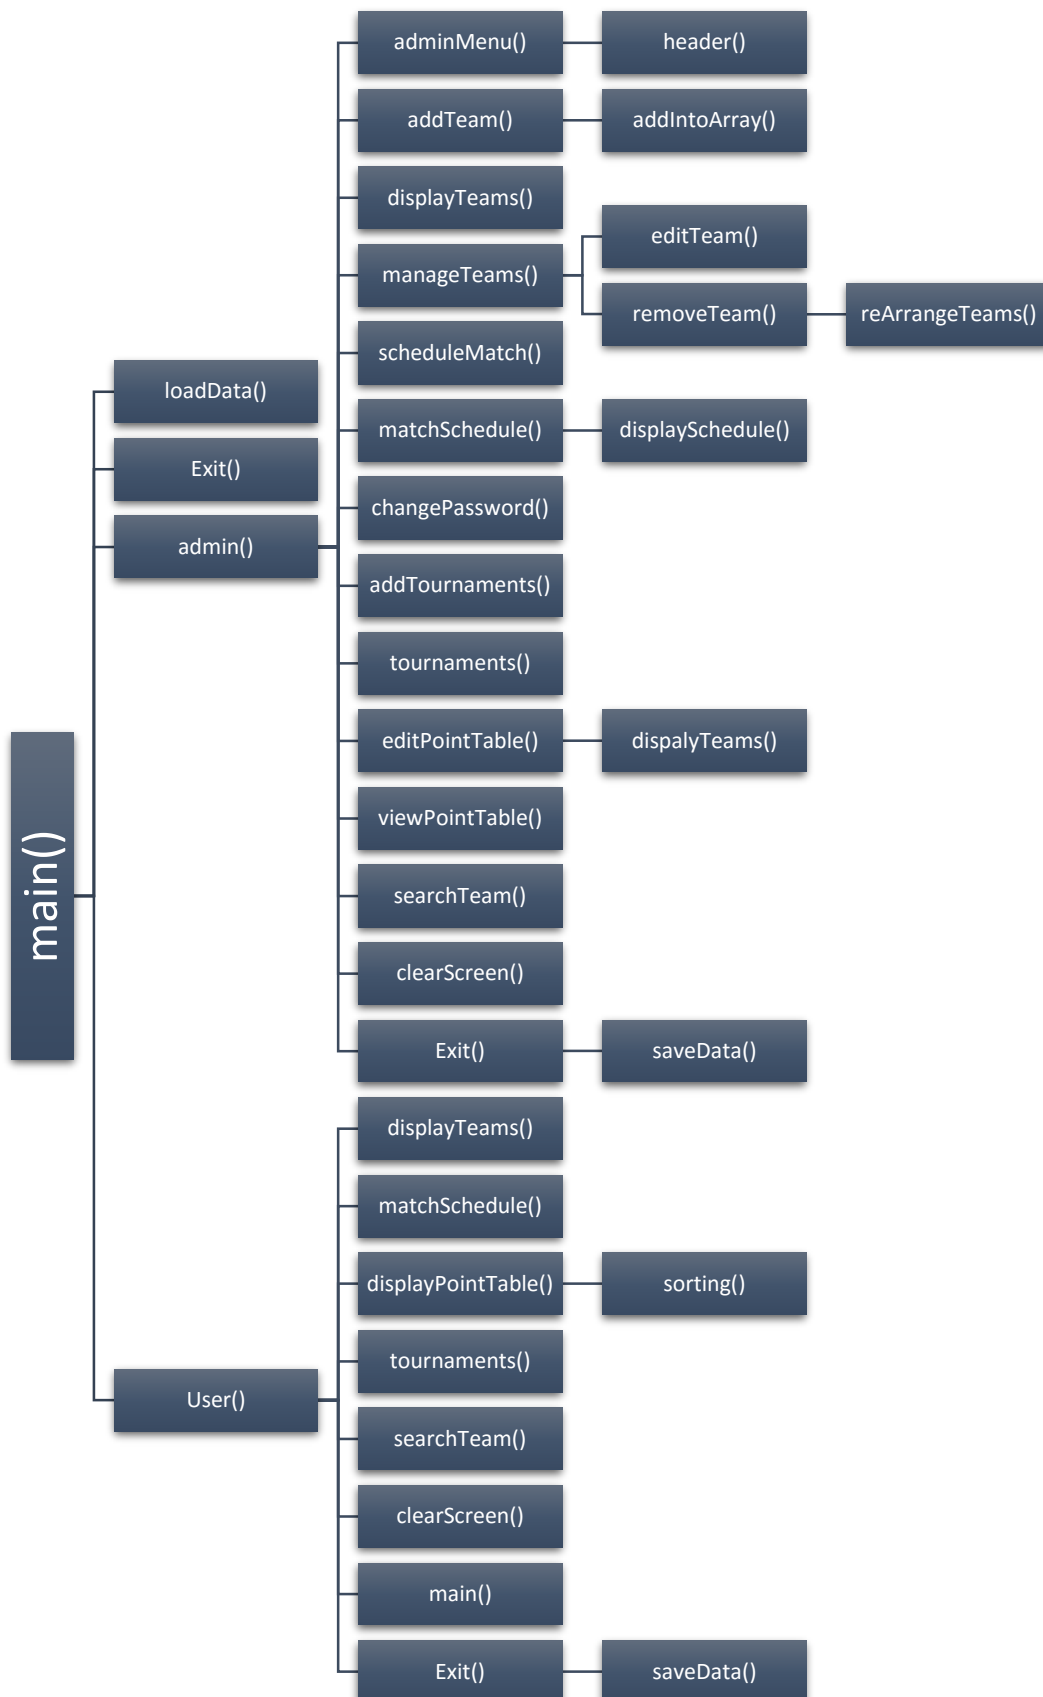 main()
loadData()
Exit()
admin()
adminMenu()
header()
addTeam()
addIntoArray()
displayTeams()
manageTeams()
editTeam()
removeTeam()
reArrangeTeams()
scheduleMatch()
matchSchedule()
displaySchedule()
changePassword()
addTournaments()
tournaments()
editPointTable()
dispalyTeams()
viewPointTable()
searchTeam()
clearScreen()
Exit()
saveData()
User()
displayTeams()
matchSchedule()
displayPointTable()
sorting()
tournaments()
searchTeam()
clearScreen()
main()
Exit()
saveData()